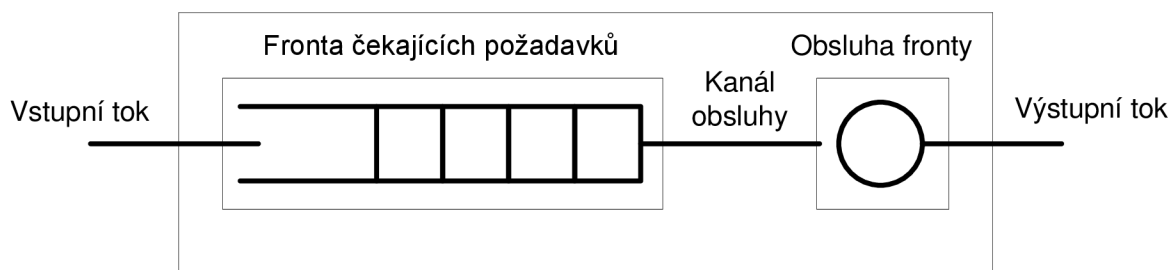 Fronta čekajících požadavků
Obsluha fronty
Vstupní tok
Kanál
obsluhy
Výstupní tok